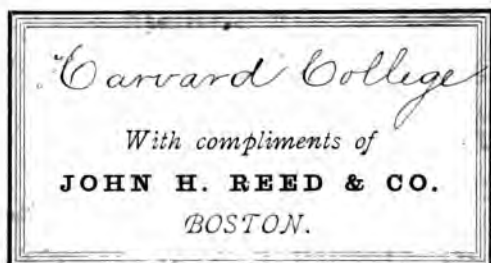 Harvard College
With compliments of
JOHN H. REED & CO.
BOSTON.